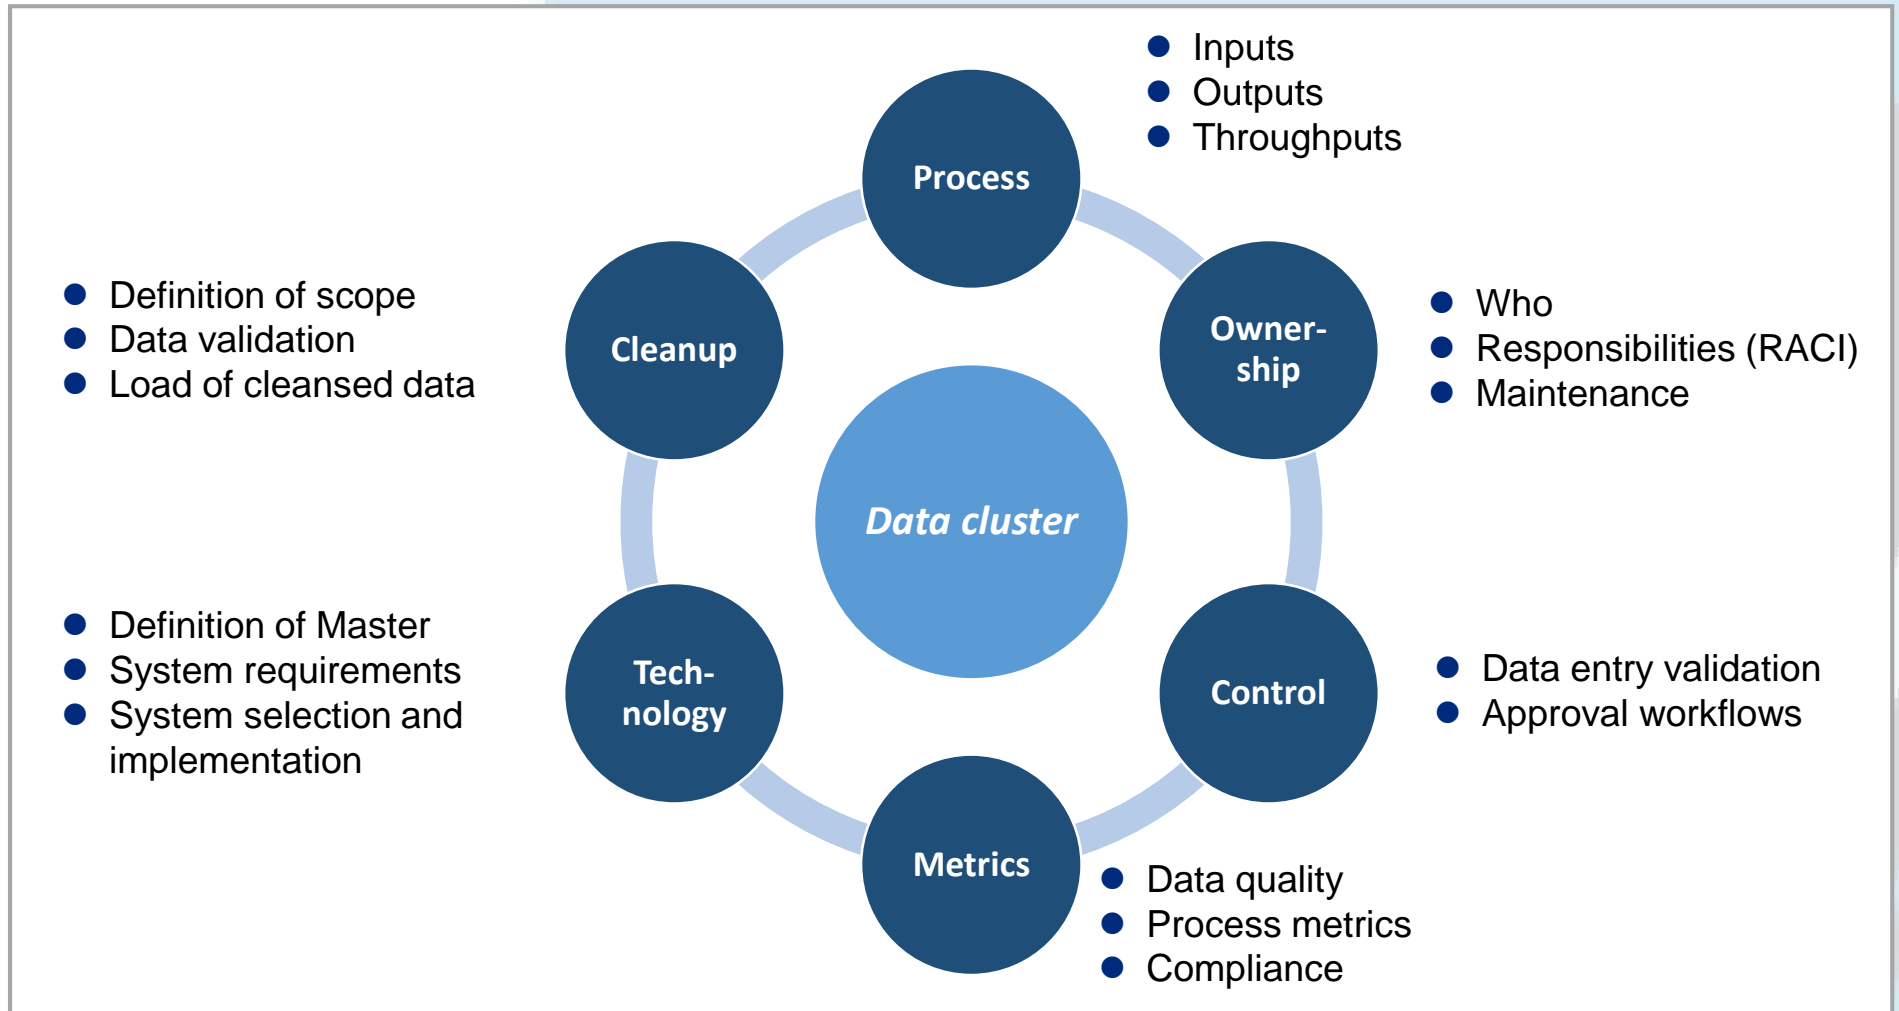 Process
Inputs
Outputs
Throughputs
Owner-
ship
Who
Responsibilities (RACI)
Maintenance
Control
Data entry validation
Approval workflows
Metrics
Data quality
Process metrics
Compliance
Tech-
nology
Definition of Master
System requirements
System selection and
implementation
Cleanup
Definition of scope
Data validation
Load of cleansed data
Data cluster